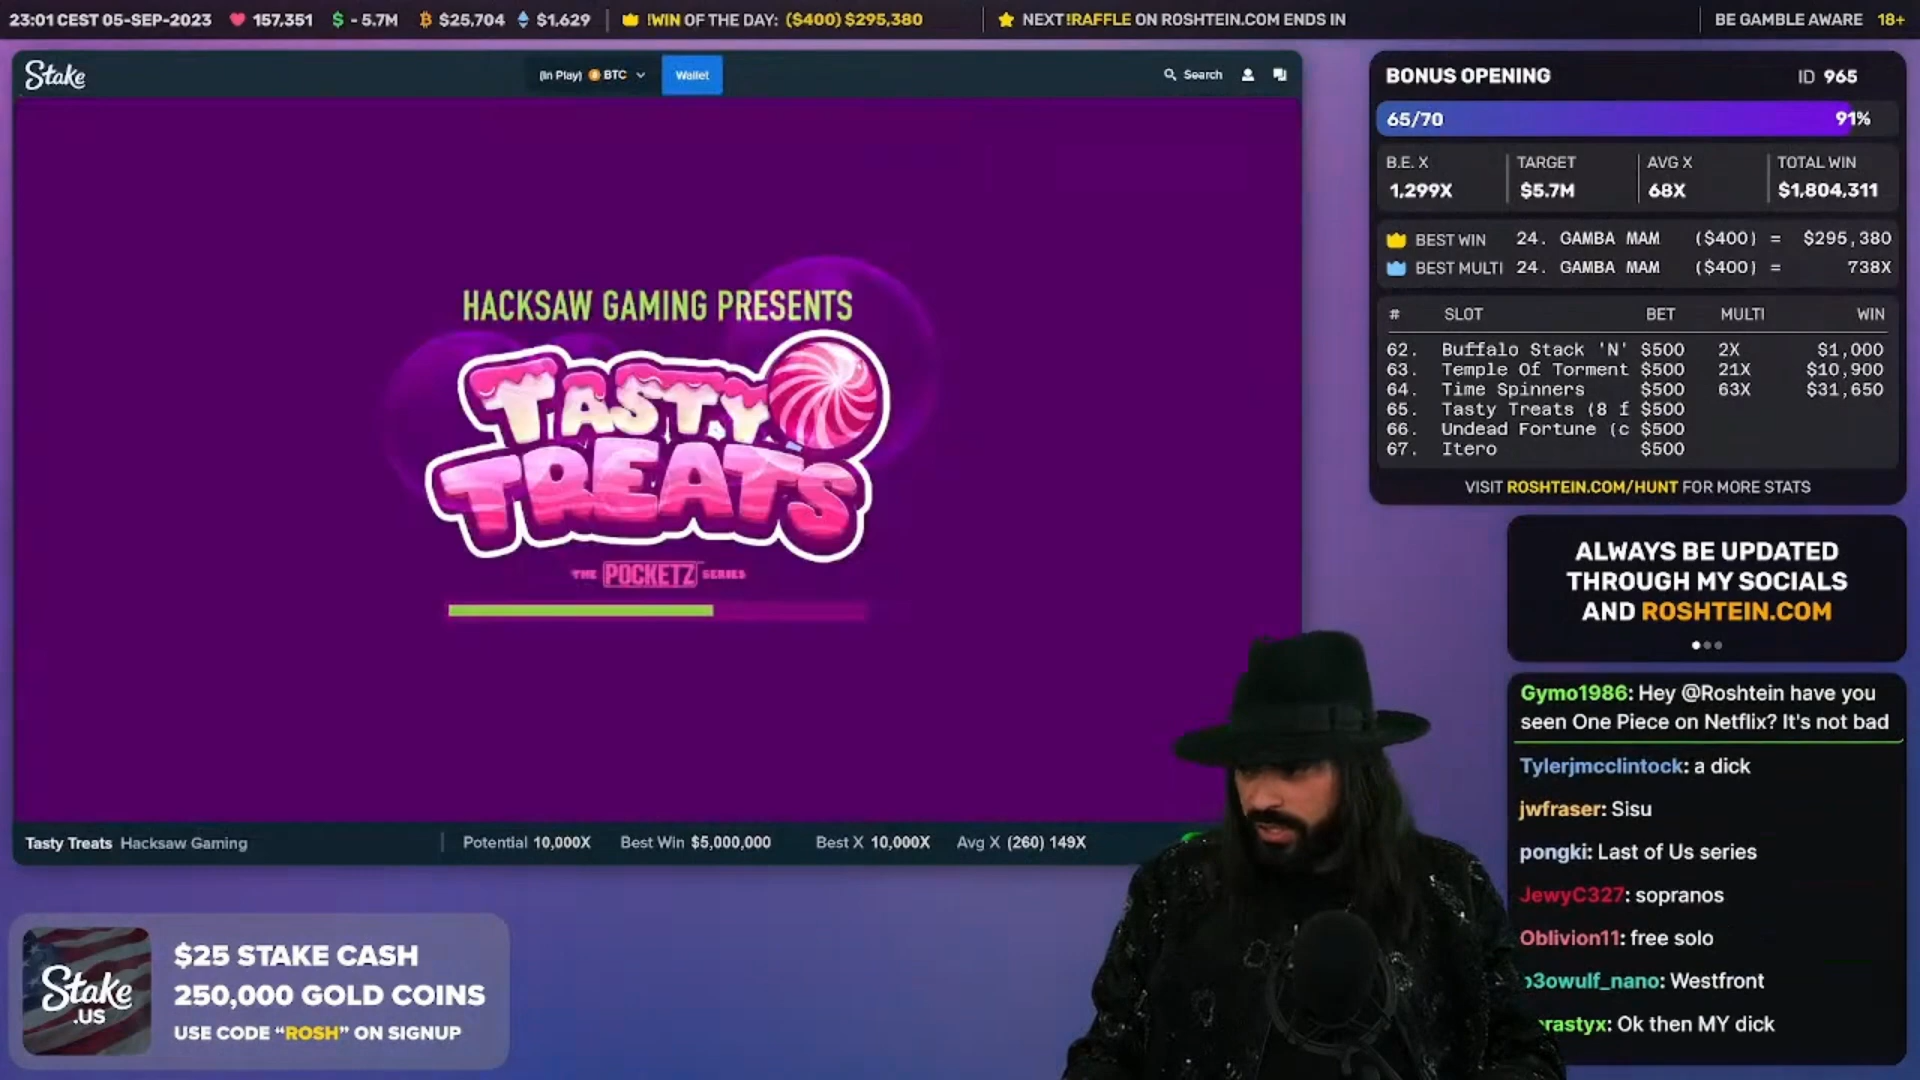 23:01 CEST 05-SEP-2023 157,351 $ - 5.7M $25,704 $1,629 !WIN OF THE DAY: ($400) $295,380 NEXT !RAFFLE ON ROSHTEIN.COM ENDS IN BE GAMBLE AWARE 18+
Stake (In Play) BTC Wallet Search
HACKSAW GAMING PRESENTS
TASTY
TREATS
THE POCKETZ SERIES
Tasty Treats Hacksaw Gaming Potential 10,000X Best Win $5,000,000 Best X 10,000X Avg X (260) 149X
BONUS OPENING ID 965
65/70 91%
B.E. X TARGET AVG X TOTAL WIN
1,299X $5.7M 68X $1,804,311
BEST WIN 24. GAMBA MAM ($400) = $295,380
BEST MULTI 24. GAMBA MAM ($400) = 738X
# SLOT BET MULTI WIN
62. Buffalo Stack 'N' $500 2X $1,000
63. Temple Of Torment $500 21X $10,900
64. Time Spinners $500 63X $31,650
65. Tasty Treats (8 f $500
66. Undead Fortune (c $500
67. Itero $500
VISIT ROSHTEIN.COM/HUNT FOR MORE STATS
ALWAYS BE UPDATED
THROUGH MY SOCIALS
AND ROSHTEIN.COM
Gymo1986: Hey @Roshtein have you
seen One Piece on Netflix? It's not bad
Tylerjmcclintock: a dick
jwfraser: Sisu
pongki: Last of Us series
JewyC327: sopranos
Oblivion11: free solo
b3owulf_nano: Westfront
rastyx: Ok then MY dick
Stake
.US
$25 STAKE CASH
250,000 GOLD COINS
USE CODE “ROSH” ON SIGNUP